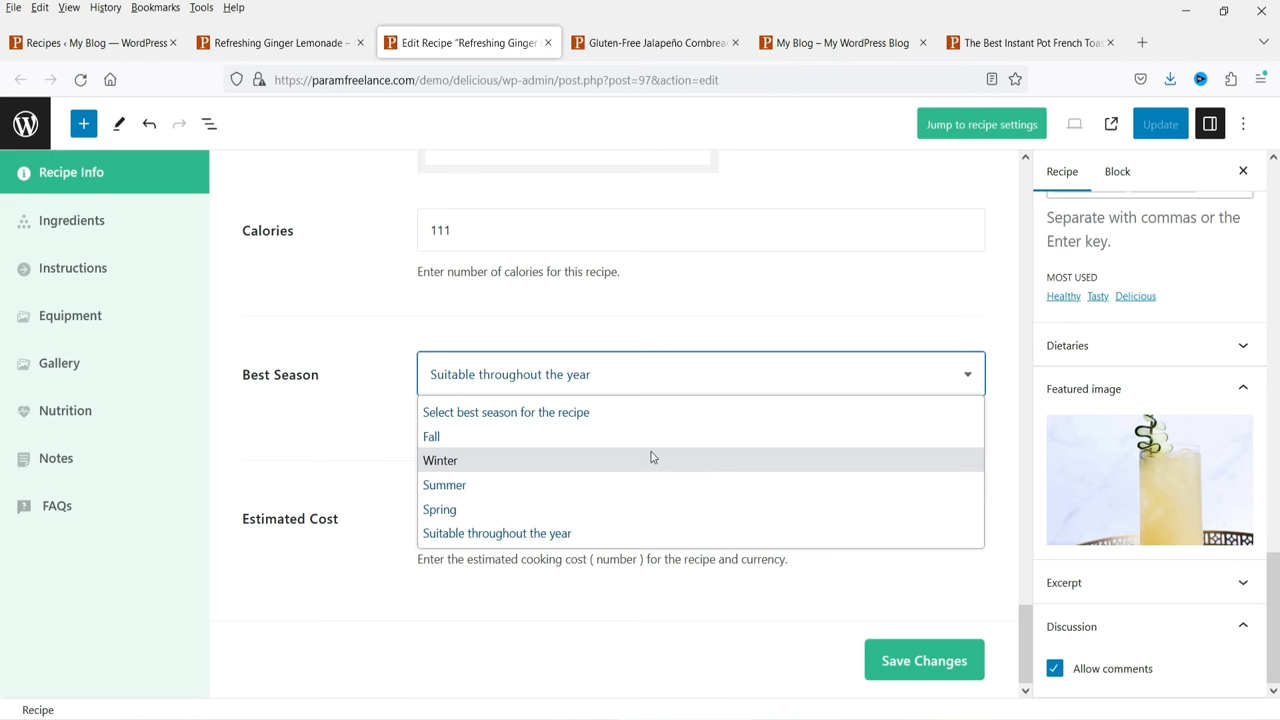 File Edit View History Bookmarks Tools Help
Recipes ‹ My Blog — WordPress
Refreshing Ginger Lemonade –
Edit Recipe “Refreshing Ginger
Gluten-Free Jalapeño Cornbrea
My Blog – My WordPress Blog
The Best Instant Pot French Toas
https://paramfreelance.com/demo/delicious/wp-admin/post.php?post=97&action=edit
Jump to recipe settings
Update
Recipe Info
Ingredients
Instructions
Equipment
Gallery
Nutrition
Notes
FAQs
Calories
111
Enter number of calories for this recipe.
Best Season
Suitable throughout the year
Select best season for the recipe
Fall
Winter
Summer
Spring
Suitable throughout the year
Estimated Cost
Enter the estimated cooking cost ( number ) for the recipe and currency.
Save Changes
Recipe Block
Separate with commas or the
Enter key.
MOST USED
Healthy Tasty Delicious
Dietaries
Featured image
Excerpt
Discussion
Allow comments
Recipe